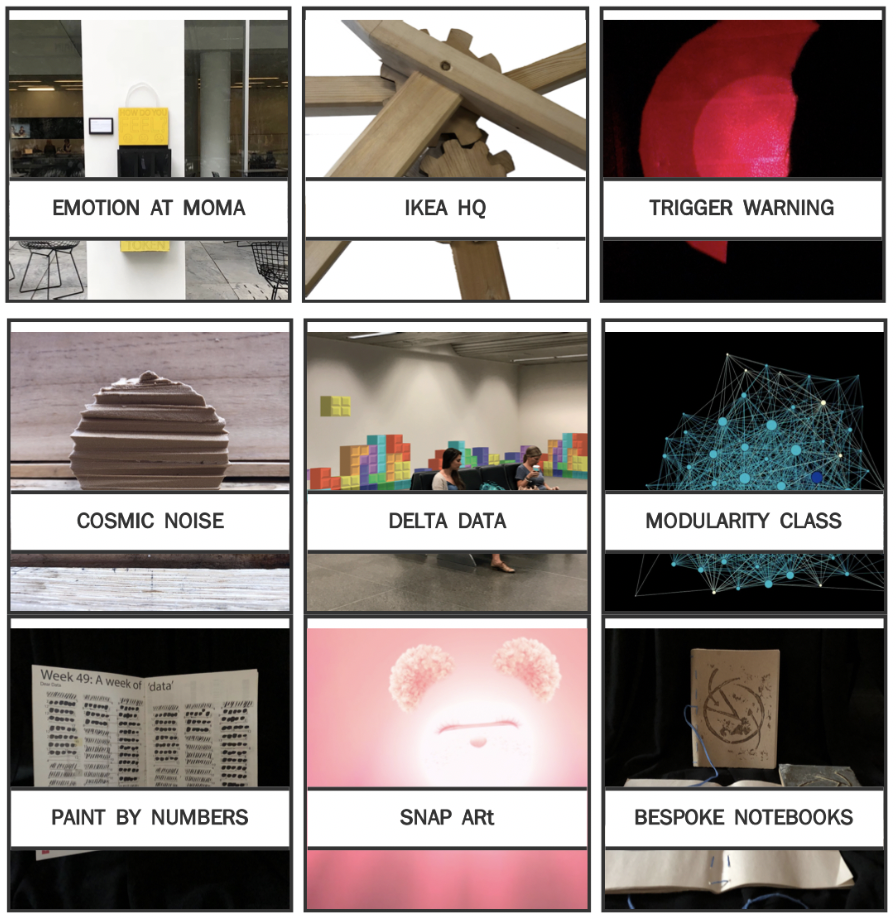 TOKEN
EMOTION AT MOMA
IKEA HQ
TRIGGER WARNING
COSMIC NOISE
DELTA DATA
MODULARITY CLASS
Week 49: A week of 'data'
PAINT BY NUMBERS
SNAP ARt
BESPOKE NOTEBOOKS